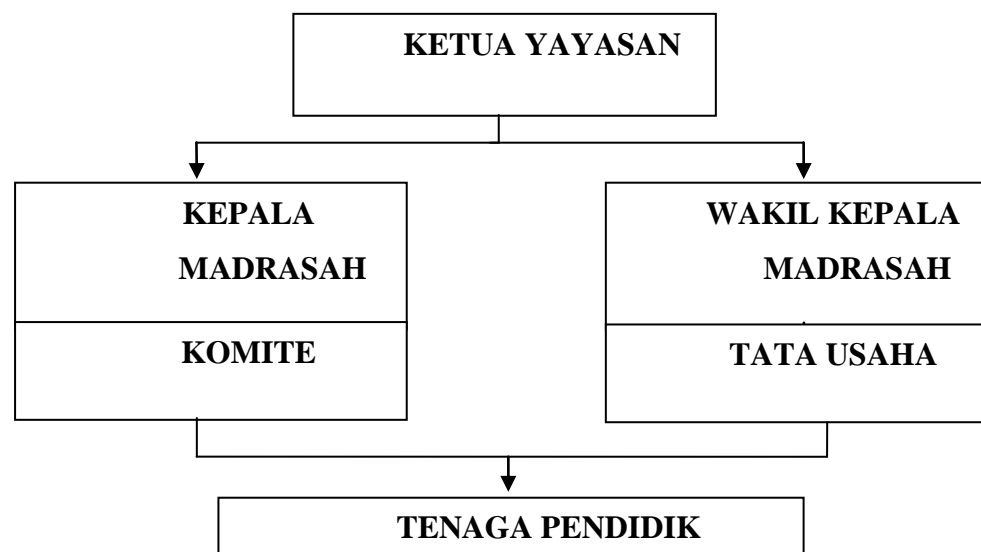 KETUA YAYASAN
KEPALA
MADRASAH
WAKIL KEPALA
MADRASAH
KOMITE
TATA USAHA
TENAGA PENDIDIK